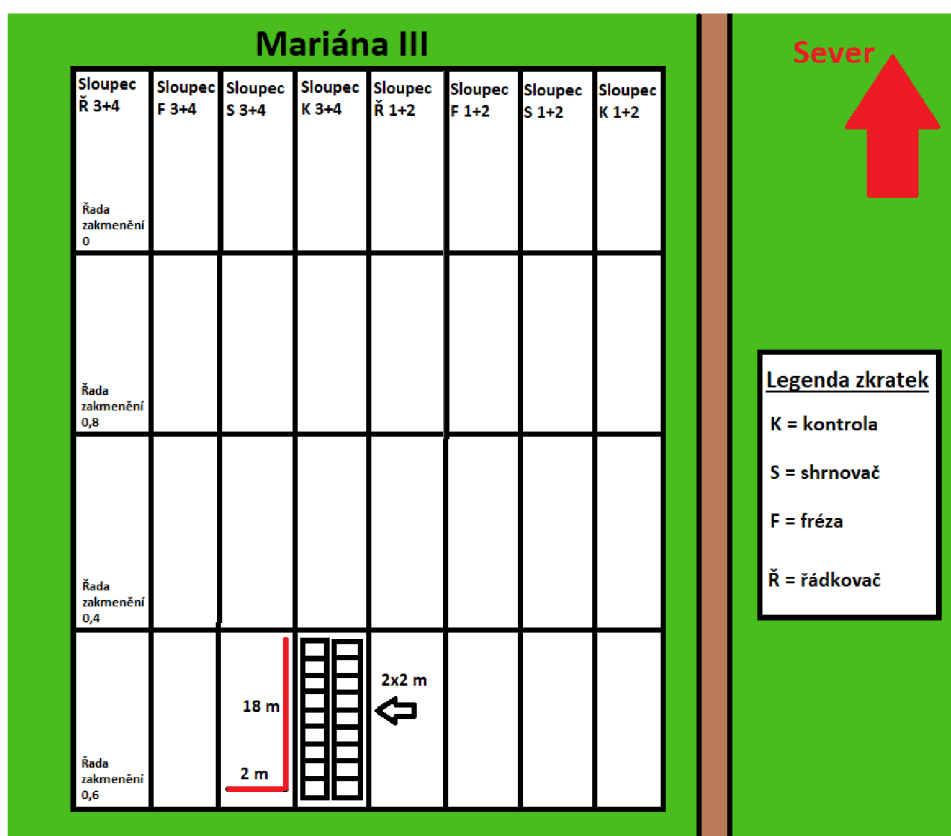 Mariána III
Sever
Sloupec
Ř 3+4
Sloupec
F 3+4
Sloupec
S 3+4
Sloupec
K 3+4
Sloupec
Ř 1+2
Sloupec
F 1+2
Sloupec
S 1+2
Sloupec
K 1+2
Řada
zakmenění
0
Řada
zakmenění
0,8
Řada
zakmenění
0,4
Řada
zakmenění
0,6
18 m
2 m
2x2 m
Legenda zkratek
K = kontrola
S = shrnovač
F = fréza
Ř = řádkovač